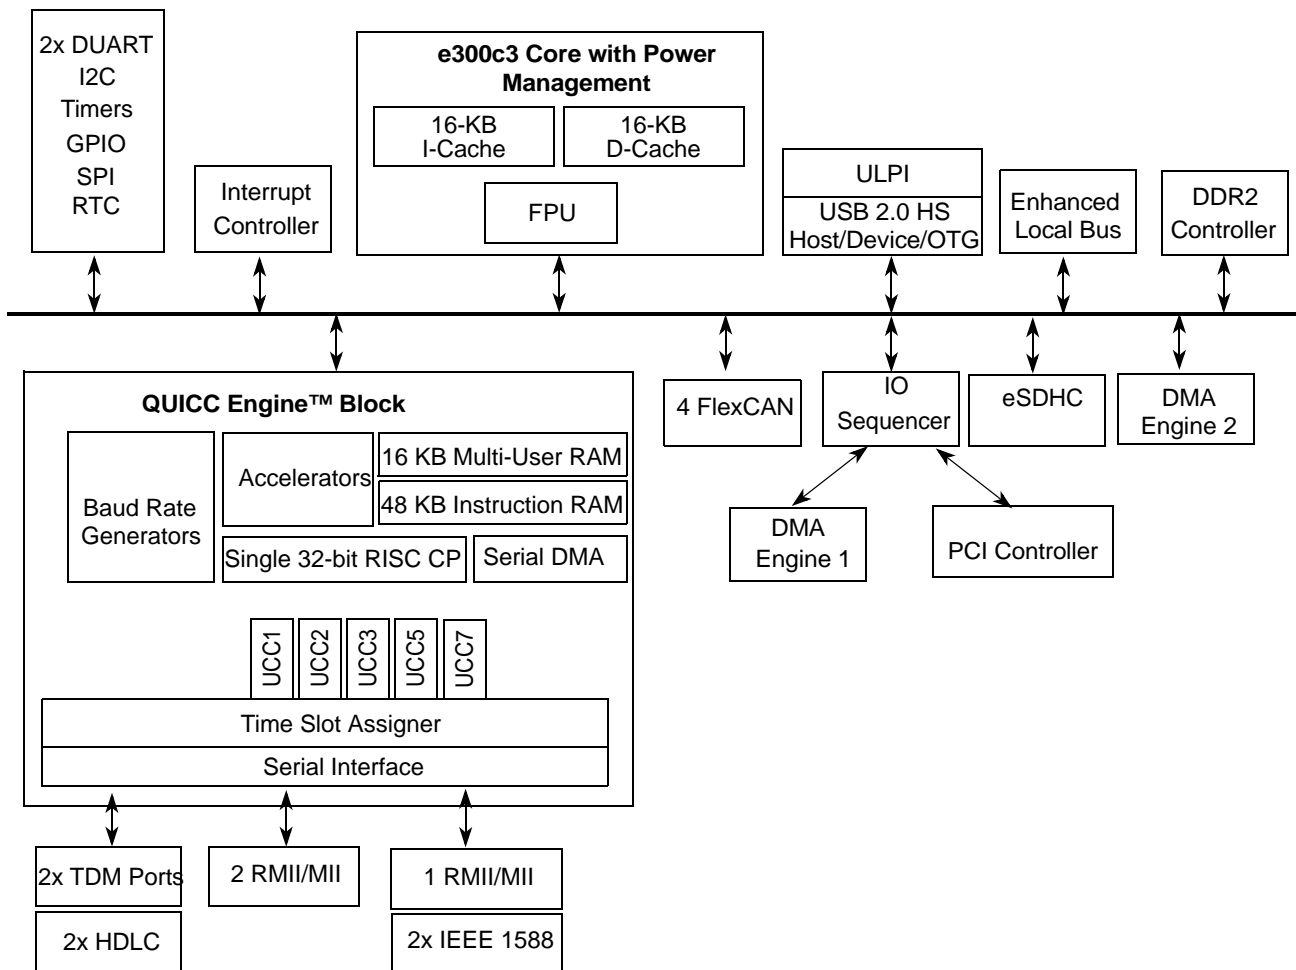 2x DUART
I2C
Timers
GPIO
SPI
RTC
Interrupt
Controller
e300c3 Core with Power
Management
16-KB
I-Cache
16-KB
D-Cache
FPU
ULPI
USB 2.0 HS
Host/Device/OTG
Enhanced
Local Bus
DDR2
Controller
QUICC Engine™ Block
Baud Rate
Generators
Accelerators
16 KB Multi-User RAM
48 KB Instruction RAM
Single 32-bit RISC CP
Serial DMA
UCC1
UCC2
UCC3
UCC5
UCC7
Time Slot Assigner
Serial Interface
4 FlexCAN
IO
Sequencer
eSDHC
DMA
Engine 2
DMA
Engine 1
PCI Controller
2x TDM Ports
2x HDLC
2 RMII/MII
1 RMII/MII
2x IEEE 1588